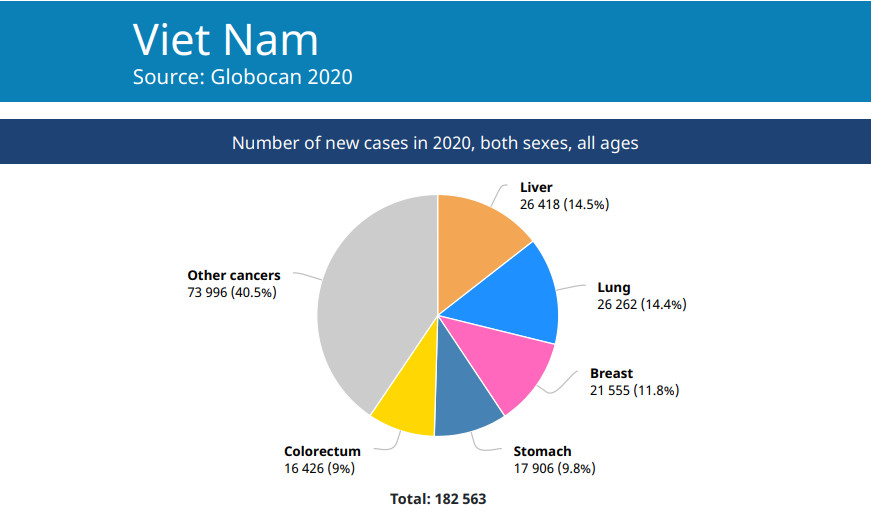 Viet Nam
Source: Globocan 2020
Number of new cases in 2020, both sexes, all ages
Liver
26 418 (14.5%)
Lung
26 262 (14.4%)
Breast
21 555 (11.8%)
Stomach
17 906 (9.8%)
Colorectum
16 426 (9%)
Other cancers
73 996 (40.5%)
Total: 182 563